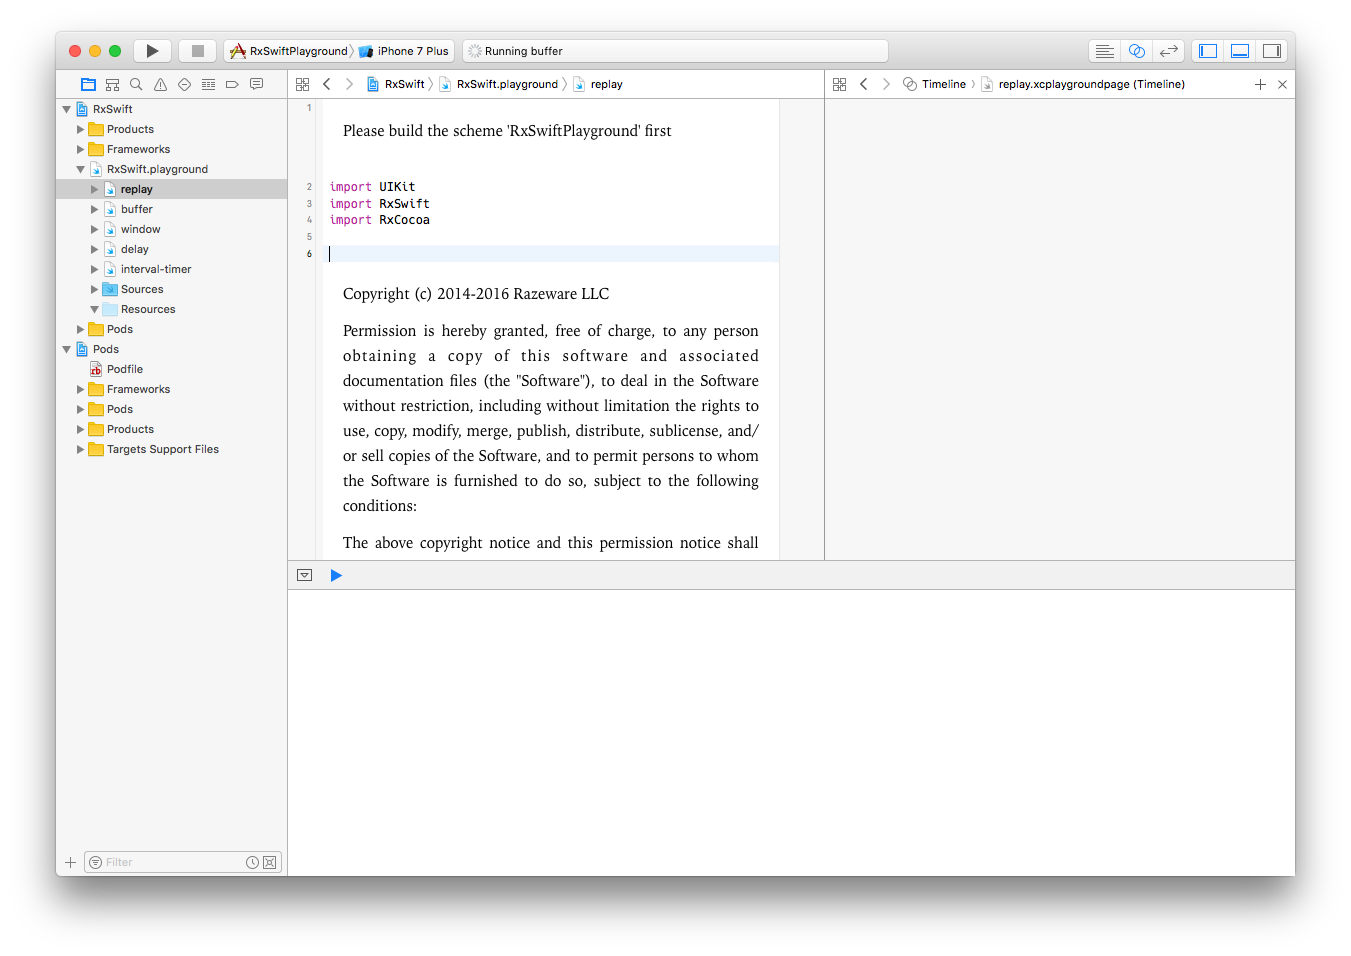 RxSwiftPlayground iPhone 7 Plus Running buffer
RxSwift RxSwift.playground replay
Timeline replay.xcplaygroundpage (Timeline)
RxSwift
Products
Frameworks
RxSwift.playground
replay
buffer
window
delay
interval-timer
Sources
Resources
Pods
Pods
Podfile
Frameworks
Pods
Products
Targets Support Files
Filter
1
Please build the scheme 'RxSwiftPlayground' first
2 import UIKit
3 import RxSwift
4 import RxCocoa
5
6
Copyright (c) 2014-2016 Razeware LLC
Permission is hereby granted, free of charge, to any person
obtaining a copy of this software and associated
documentation files (the "Software"), to deal in the Software
without restriction, including without limitation the rights to
use, copy, modify, merge, publish, distribute, sublicense, and/
or sell copies of the Software, and to permit persons to whom
the Software is furnished to do so, subject to the following
conditions:
The above copyright notice and this permission notice shall